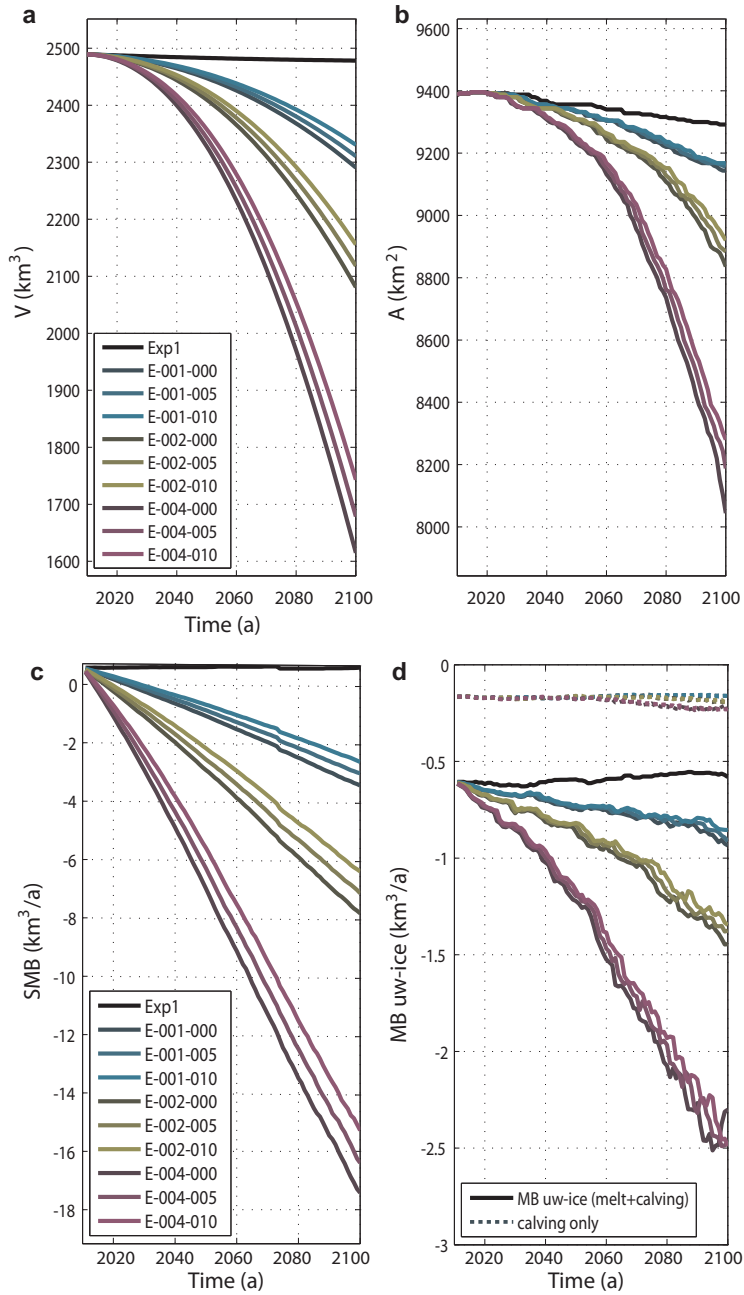 a
2500
2400
2300
2200
2100
2000
1900
1800
1700
1600
V (km³)
Exp1
E-001-000
E-001-005
E-001-010
E-002-000
E-002-005
E-002-010
E-004-000
E-004-005
E-004-010
2020 2040 2060 2080 2100
Time (a)
b
9600
9400
9200
9000
8800
8600
8400
8200
8000
A (km²)
2020 2040 2060 2080 2100
c
0
-2
-4
-6
-8
-10
-12
-14
-16
-18
SMB (km³/a)
Exp1
E-001-000
E-001-005
E-001-010
E-002-000
E-002-005
E-002-010
E-004-000
E-004-005
E-004-010
2020 2040 2060 2080 2100
Time (a)
d
0
-0.5
-1
-1.5
-2
-2.5
-3
MB uw-ice (km³/a)
MB uw-ice (melt+calving)
calving only
2020 2040 2060 2080 2100
Time (a)